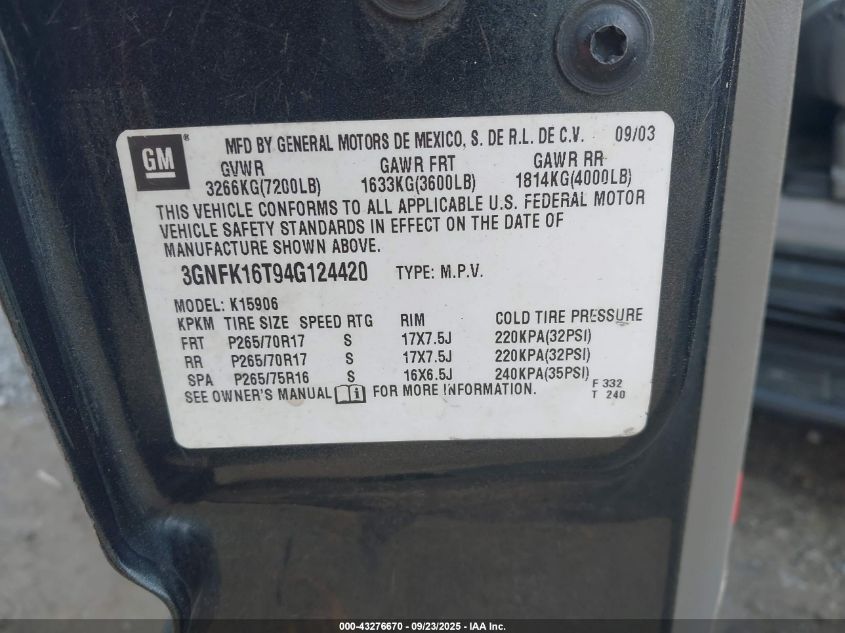 GM
MFD BY GENERAL MOTORS DE MEXICO, S. DE R.L. DE C.V. 09/03
GVWR GAWR FRT GAWR RR
3266KG(7200LB) 1633KG(3600LB) 1814KG(4000LB)
THIS VEHICLE CONFORMS TO ALL APPLICABLE U.S. FEDERAL MOTOR
VEHICLE SAFETY STANDARDS IN EFFECT ON THE DATE OF
MANUFACTURE SHOWN ABOVE.
3GNFK16T94G124420 TYPE: M.P.V.
MODEL: K15906
KPKM TIRE SIZE SPEED RTG RIM COLD TIRE PRESSURE
FRT P265/70R17 S 17X7.5J 220KPA(32PSI)
RR P265/70R17 S 17X7.5J 220KPA(32PSI)
SPA P265/75R16 S 16X6.5J 240KPA(35PSI)
SEE OWNER'S MANUAL i FOR MORE INFORMATION.
F 332
T 240
000-43276670 - 09/23/2025 - IAA Inc.